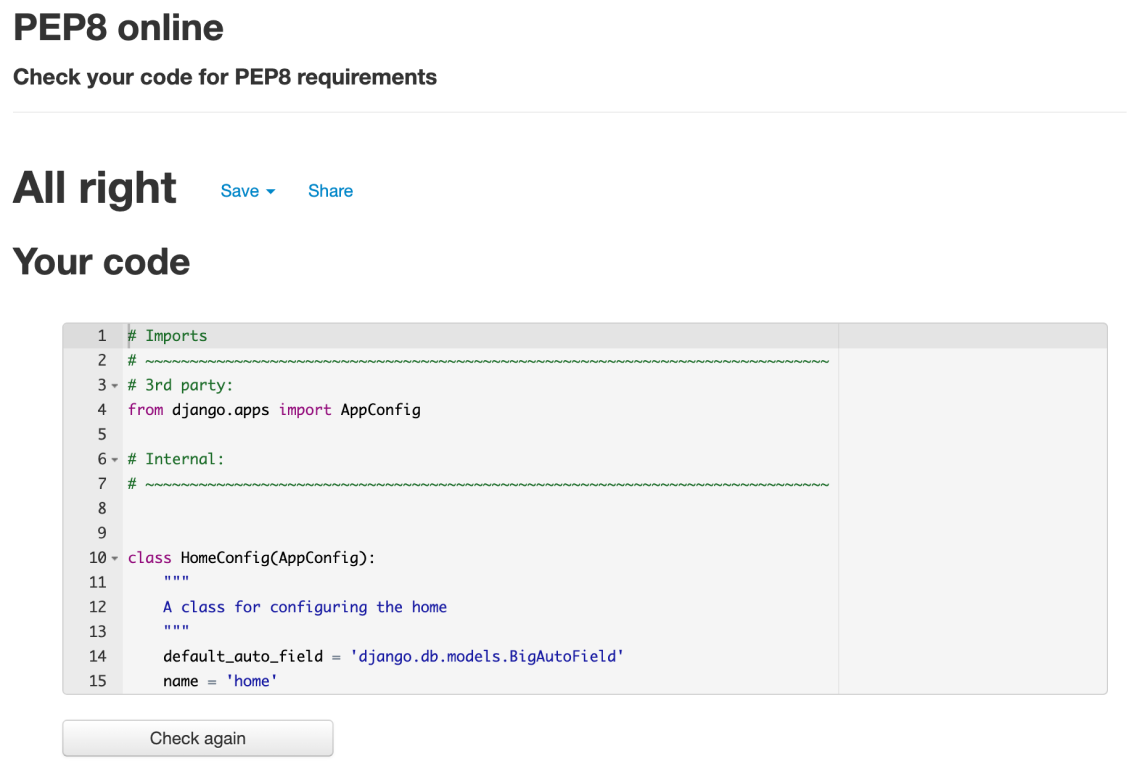 PEP8 online
Check your code for PEP8 requirements
All right Save Share
Your code
1 # Imports
2 # ~~~~~~~~~~~~~~~~~~~~~~~~~~~~~~~~~~~~~~~~~~~~~~~~~~~~~~~~~~~~~~~~~~~~~~~~~~~~~
3 # 3rd party:
4 from django.apps import AppConfig
5
6 # Internal:
7 # ~~~~~~~~~~~~~~~~~~~~~~~~~~~~~~~~~~~~~~~~~~~~~~~~~~~~~~~~~~~~~~~~~~~~~~~~~~~~~
8
9
10 class HomeConfig(AppConfig):
11     """
12     A class for configuring the home
13     """
14     default_auto_field = 'django.db.models.BigAutoField'
15     name = 'home'
Check again